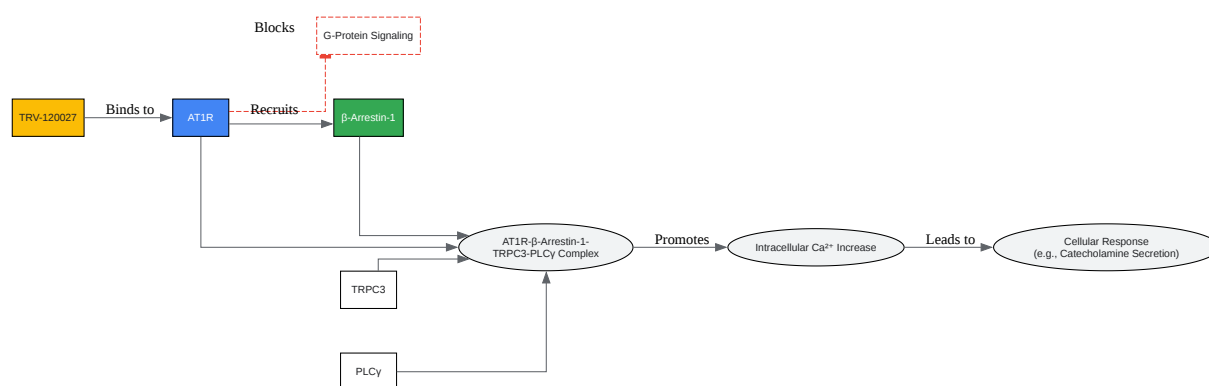 Blocks
G-Protein Signaling
TRV-120027
Binds to
AT1R
Recruits
β-Arrestin-1
AT1R-β-Arrestin-1-
TRPC3-PLCγ Complex
Promotes
Intracellular Ca²⁺ Increase
Leads to
Cellular Response
(e.g., Catecholamine Secretion)
TRPC3
PLCγ